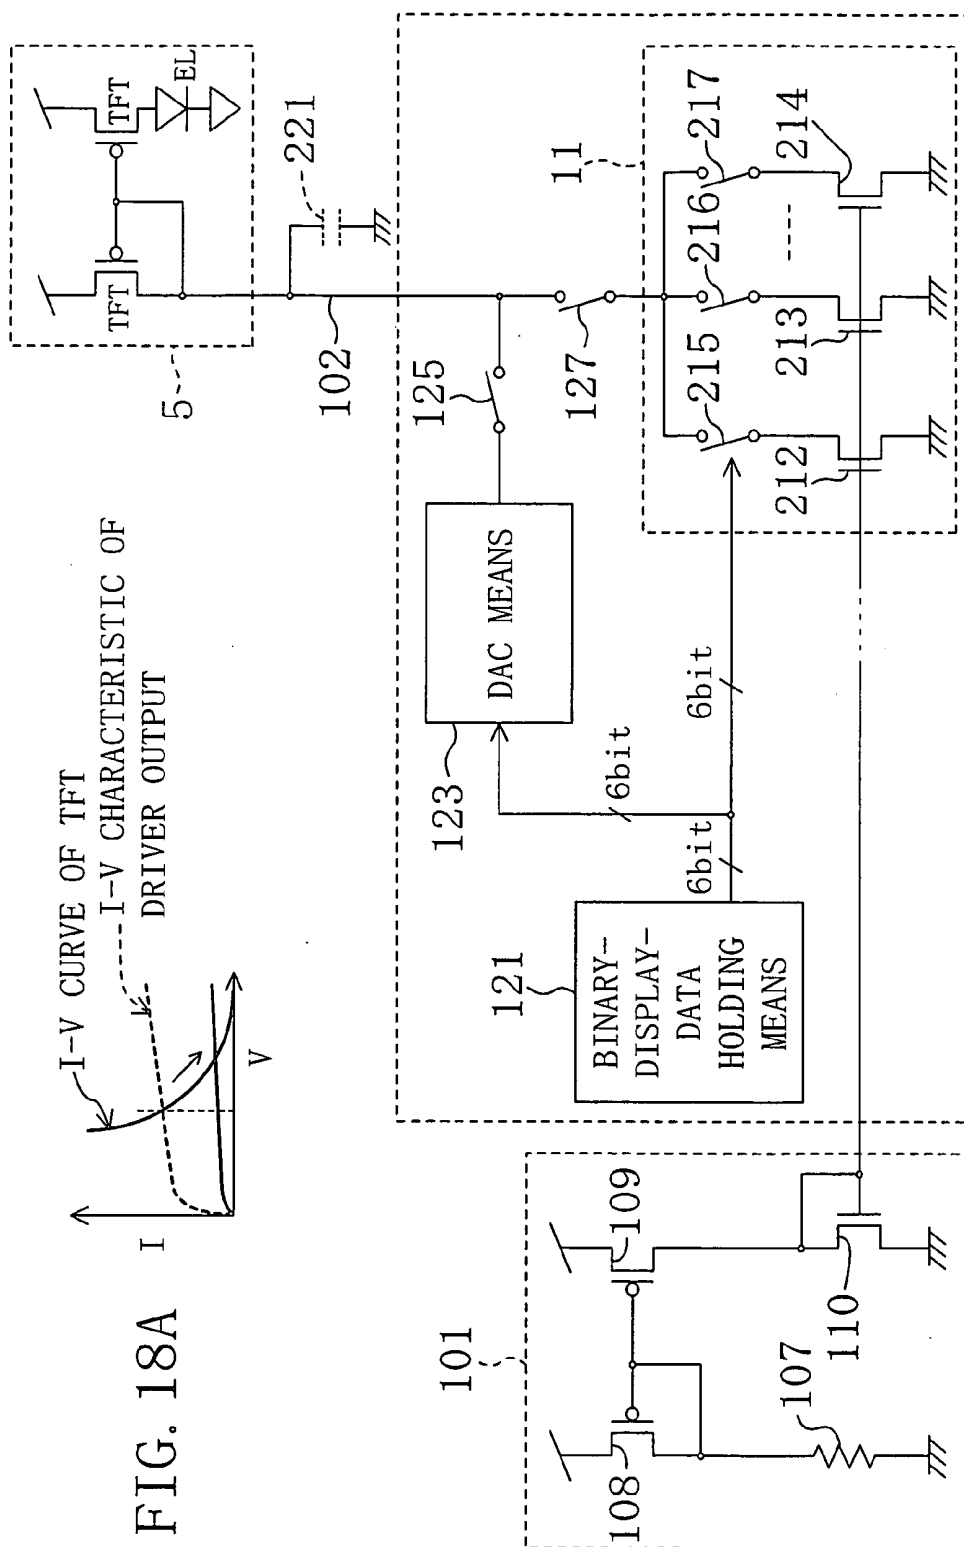 FIG. 18A
I
V
I-V CURVE OF TFT
I-V CHARACTERISTIC OF
DRIVER OUTPUT
5
TFT
TFT
EL
221
102
125
127
11
215
216
217
212
213
214
123
DAC MEANS
6bit
6bit
6bit
121
BINARY-
DISPLAY-
DATA
HOLDING
MEANS
101
108
109
107
110